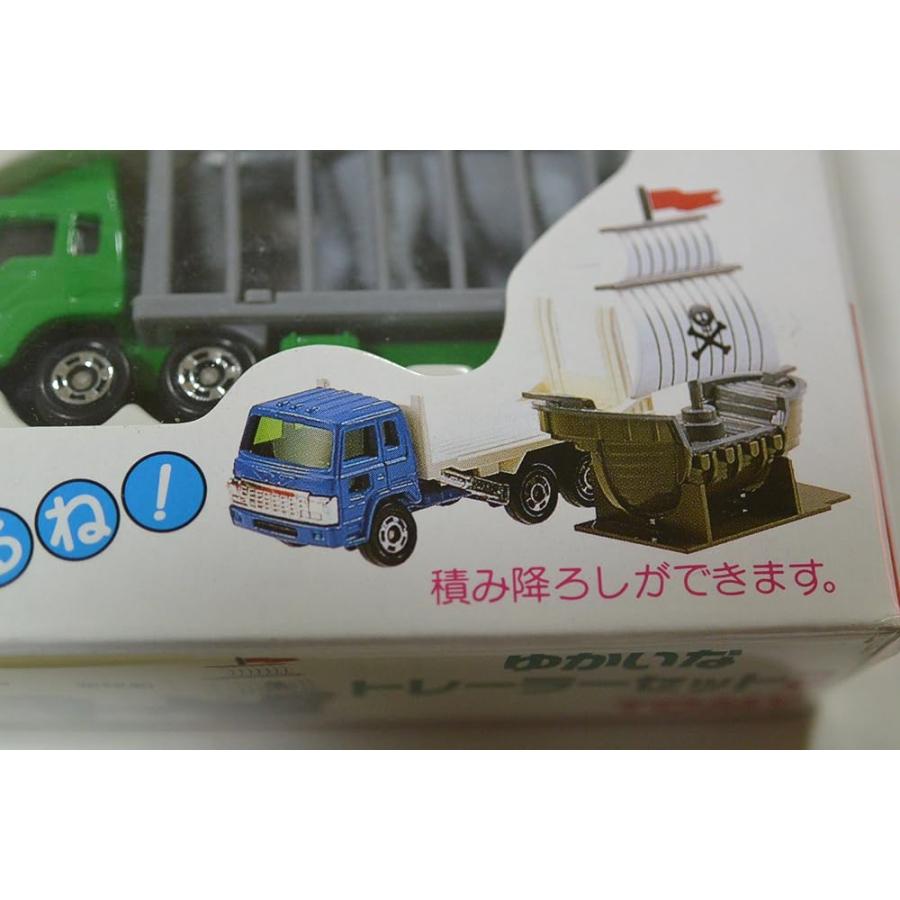 ね!
積み降ろしができます。
ゆかいな
トレーラーセット